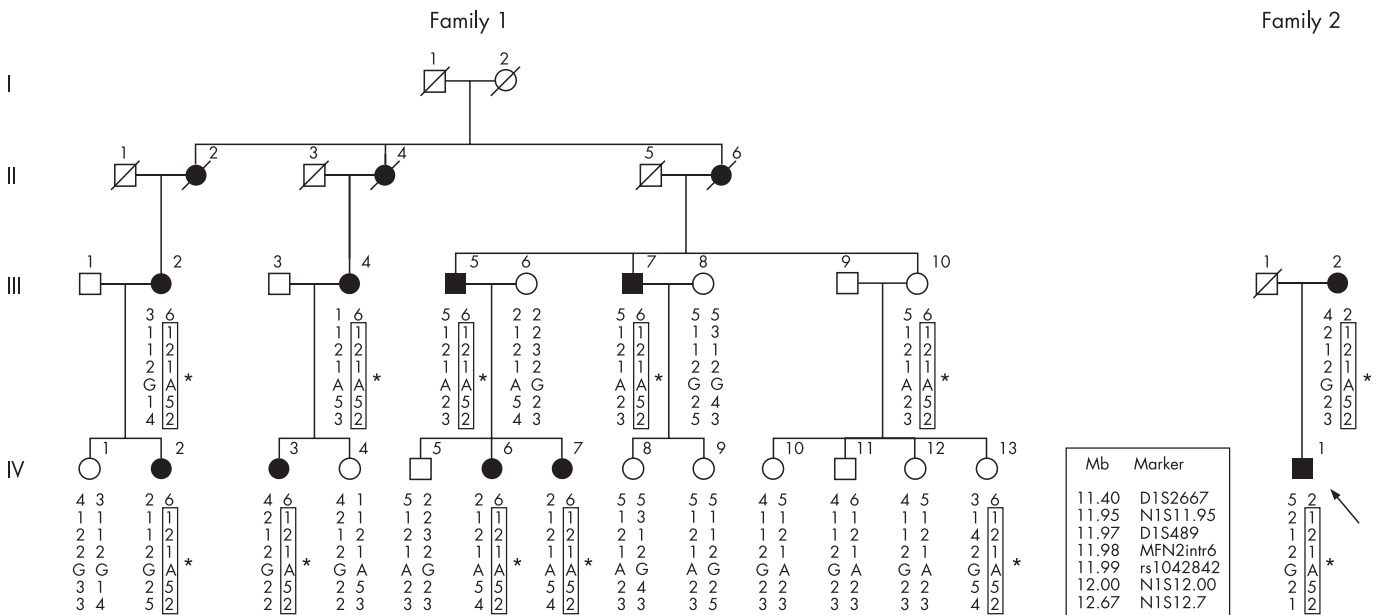 Family 1 Family 2
1 2
I
1 2 3 4 5 6
II
1 2 3 4 5 6 7 8 9 10 1 2
III
3 6 1 6 5 6 2 2 5 6 5 5 5 6 4 2
1 1 1 1 1 1 1 2 1 1 1 3 1 1 2 1
1 2 2 2 2 2 2 3 2 2 1 1 2 2 1 2
2 1 1 1 1 1 1 2 1 1 2 2 1 1 2 1
G A * A A * A A * A G A A * G G A A * G A *
1 5 5 5 2 5 5 2 2 5 2 4 2 5 2 5
4 2 3 2 3 2 4 3 3 2 5 3 3 2 3 2
1 2 3 4 5 6 7 8 9 10 11 12 13 1
IV
4 3 2 6 4 6 4 1 5 2 2 6 2 6 5 5 5 5 4 5 4 6 4 5 3 6 5 2
1 1 1 1 2 1 2 1 1 2 1 1 1 1 1 3 1 1 1 1 1 1 1 1 1 1 2 1
2 1 1 2 1 2 1 2 2 3 2 2 2 2 2 1 2 1 1 2 1 2 1 2 4 2 1 2
2 2 2 1 2 1 2 1 1 2 1 1 1 1 1 2 1 2 2 1 2 1 2 1 2 1 2 1
G G G A * G A * G A A G A A * A A * A G A G G A G A G A G A * G A *
3 1 2 5 2 5 2 5 2 2 5 5 5 5 2 4 2 2 2 2 2 2 2 2 5 5 2 5
3 4 5 2 2 2 2 3 3 3 4 2 4 2 3 3 3 5 3 3 3 3 3 3 4 2 1 2
Mb Marker
11.40 D1S2667
11.95 N1S11.95
11.97 D1S489
11.98 MFN2intr6
11.99 rs1042842
12.00 N1S12.00
12.67 N1S12.7